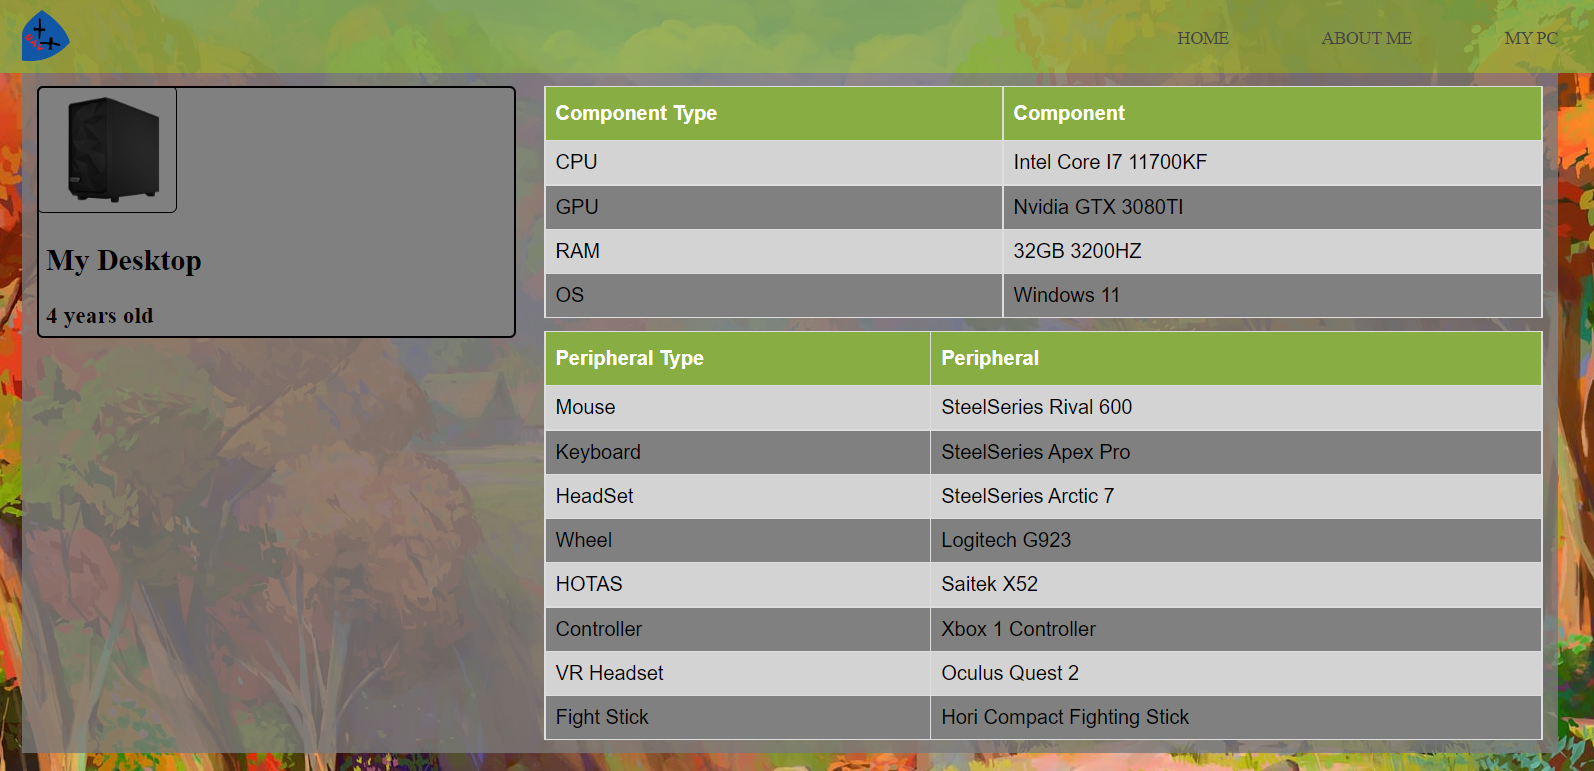 HOME ABOUT ME MY PC
My Desktop
4 years old
Component Type Component
CPU Intel Core I7 11700KF
GPU Nvidia GTX 3080TI
RAM 32GB 3200HZ
OS Windows 11
Peripheral Type Peripheral
Mouse SteelSeries Rival 600
Keyboard SteelSeries Apex Pro
HeadSet SteelSeries Arctic 7
Wheel Logitech G923
HOTAS Saitek X52
Controller Xbox 1 Controller
VR Headset Oculus Quest 2
Fight Stick Hori Compact Fighting Stick